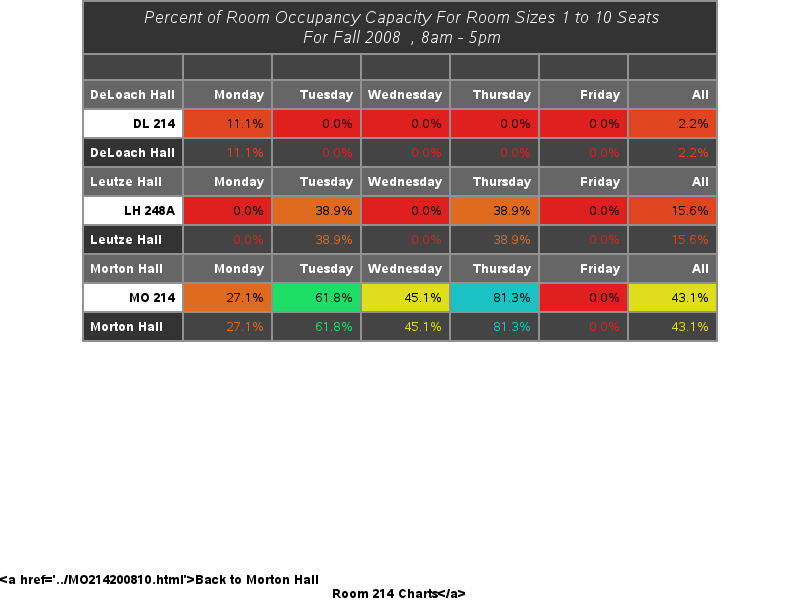 Percent of Room Occupancy Capacity For Room Sizes 1 to 10 Seats
For Fall 2008 , 8am - 5pm
DeLoach Hall Monday Tuesday Wednesday Thursday Friday All
DL 214 11.1% 0.0% 0.0% 0.0% 0.0% 2.2%
DeLoach Hall 11.1% 0.0% 0.0% 0.0% 0.0% 2.2%
Leutze Hall Monday Tuesday Wednesday Thursday Friday All
LH 248A 0.0% 38.9% 0.0% 38.9% 0.0% 15.6%
Leutze Hall 0.0% 38.9% 0.0% 38.9% 0.0% 15.6%
Morton Hall Monday Tuesday Wednesday Thursday Friday All
MO 214 27.1% 61.8% 45.1% 81.3% 0.0% 43.1%
Morton Hall 27.1% 61.8% 45.1% 81.3% 0.0% 43.1%
<a href='../MO214200810.html'>Back to Morton Hall
Room 214 Charts</a>